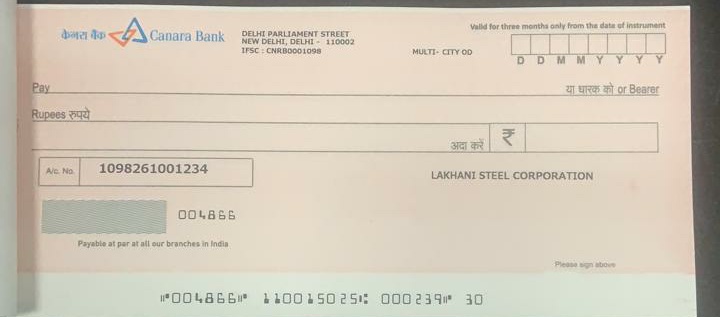 केनरा बैंक Canara Bank
DELHI PARLIAMENT STREET
NEW DELHI, DELHI - 110002
IFSC : CNRB0001098
MULTI- CITY OD
Valid for three months only from the date of instrument
D D M M Y Y Y Y
Pay या धारक को or Bearer
Rupees रुपये
अदा करें ₹
A/c. No. 1098261001234
LAKHANI STEEL CORPORATION
004866
Payable at par at all our branches in India
Please sign above
⑈004866⑈ 110015025⑆ 000239⑈ 30